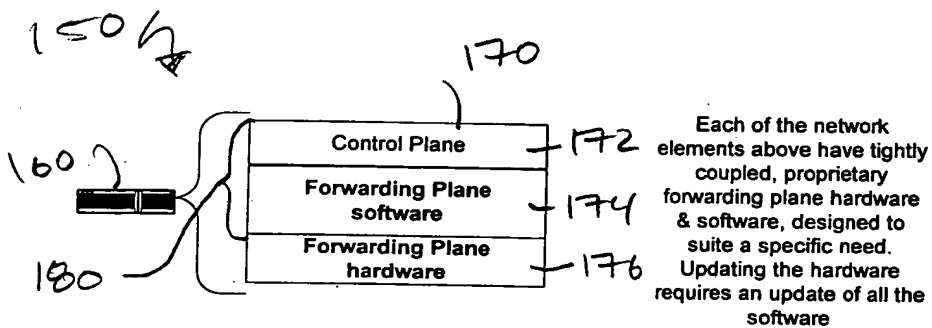 150
170
Control Plane
172
160
Forwarding Plane
software
174
Forwarding Plane
hardware
176
180
Each of the network
elements above have tightly
coupled, proprietary
forwarding plane hardware
& software, designed to
suite a specific need.
Updating the hardware
requires an update of all the
software